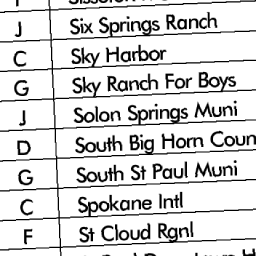 J Six Springs Ranch
C Sky Harbor
G Sky Ranch For Boys
J Solon Springs Muni
D South Big Horn Coun
G South St Paul Muni
C Spokane Intl
F St Cloud Rgnl